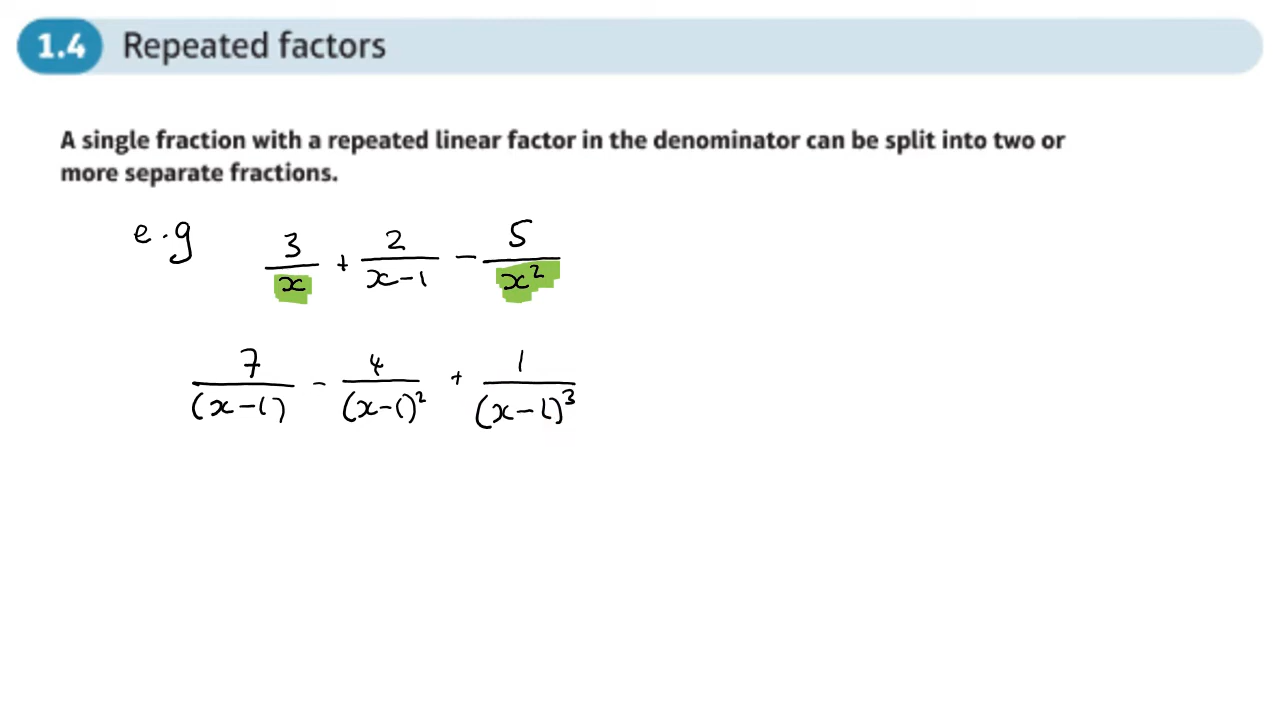 1.4 Repeated factors
A single fraction with a repeated linear factor in the denominator can be split into two or
more separate fractions.
e.g 3/x + 2/(x-1) - 5/x²
7/(x-1) - 4/(x-1)² + 1/(x-1)³